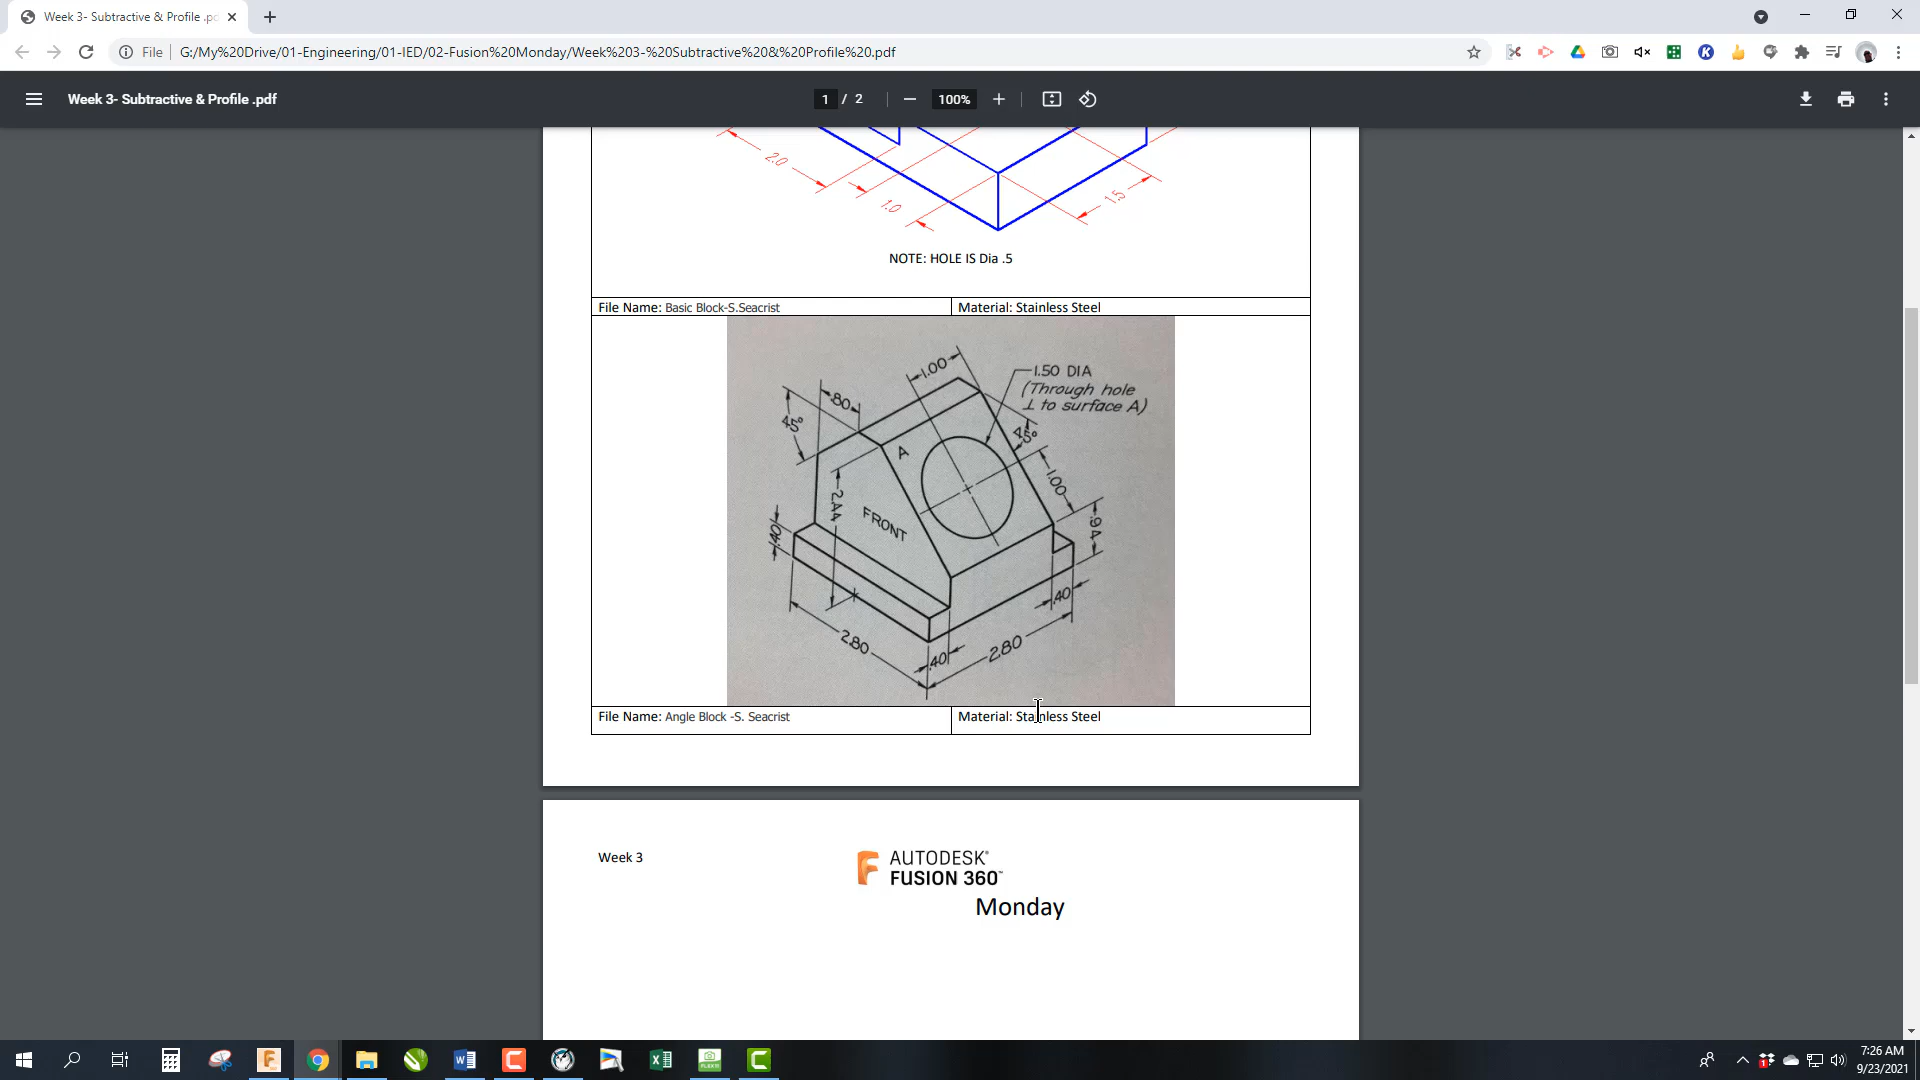 Week 3- Subtractive & Profile .pd
File
G:/My%20Drive/01-Engineering/01-IED/02-Fusion%20Monday/Week%203-%20Subtractive%20&%20Profile%20.pdf
Week 3- Subtractive & Profile .pdf
1 / 2
100%
2.0
1.0
1.5
NOTE: HOLE IS Dia .5
File Name: Basic Block-S.Seacrist
Material: Stainless Steel
1.00
1.50 DIA
(Through hole
⊥ to surface A)
.80
45°
45°
A
1.00
2.44
FRONT
.94
.40
.40
2.80
2.80
.40
File Name: Angle Block -S. Seacrist
Material: Stainless Steel
Week 3
AUTODESK®
FUSION 360™
Monday
7:26 AM
9/23/2021